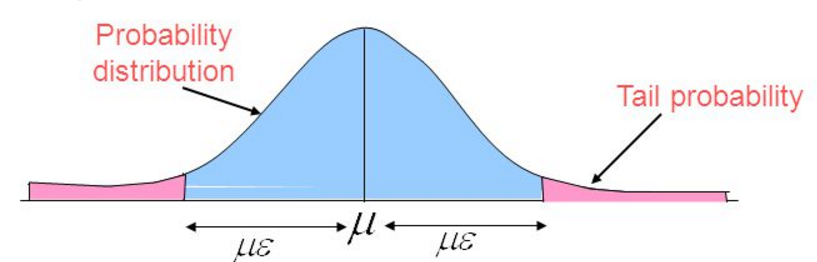 Probability
distribution
Tail probability
με
μ
με